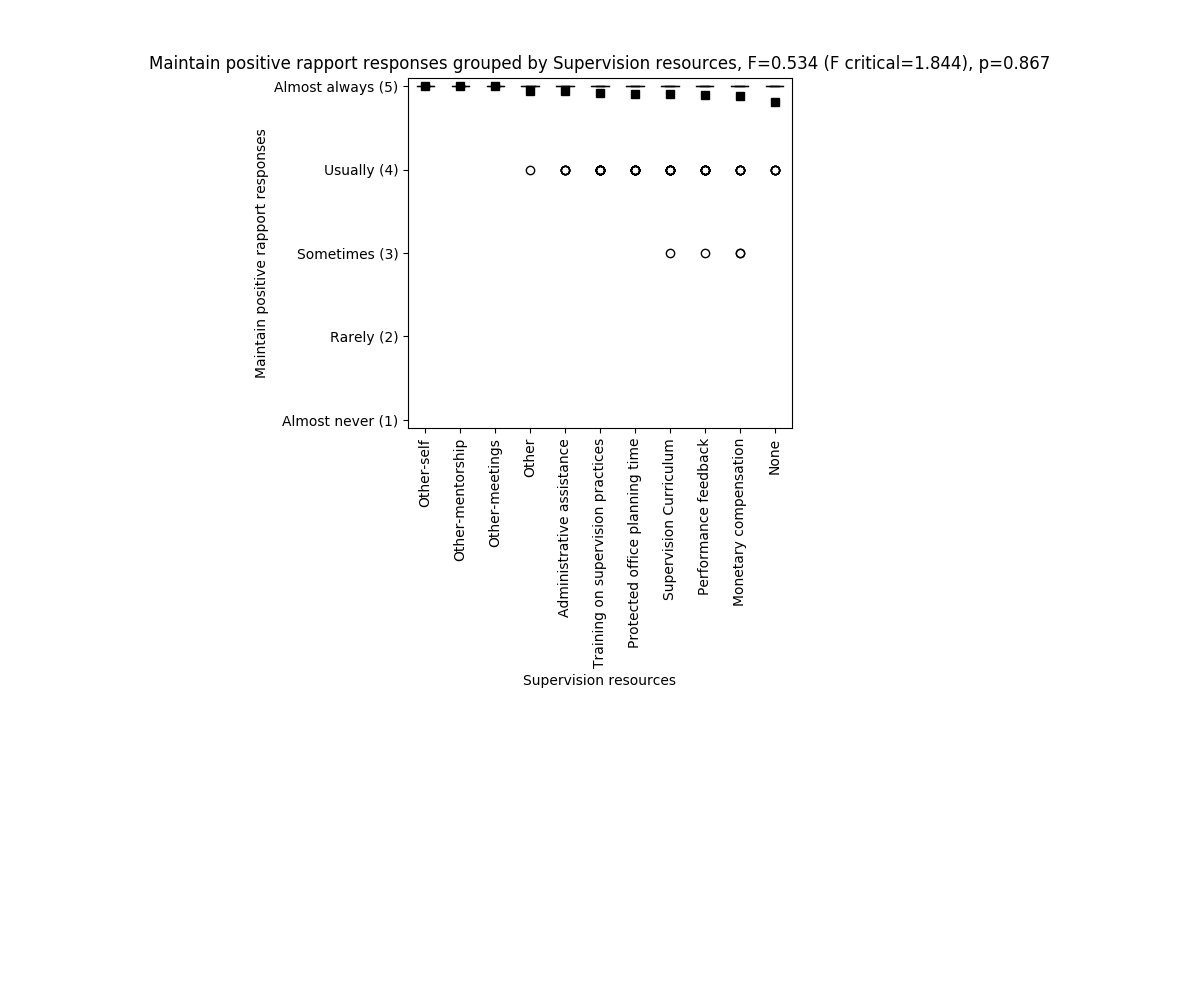 Maintain positive rapport responses grouped by Supervision resources, F=0.534 (F critical=1.844), p=0.867
Maintain positive rapport responses
Almost always (5)
Usually (4)
Sometimes (3)
Rarely (2)
Almost never (1)
Other-self
Other-mentorship
Other-meetings
Other
Administrative assistance
Training on supervision practices
Protected office planning time
Supervision Curriculum
Performance feedback
Monetary compensation
None
Supervision resources